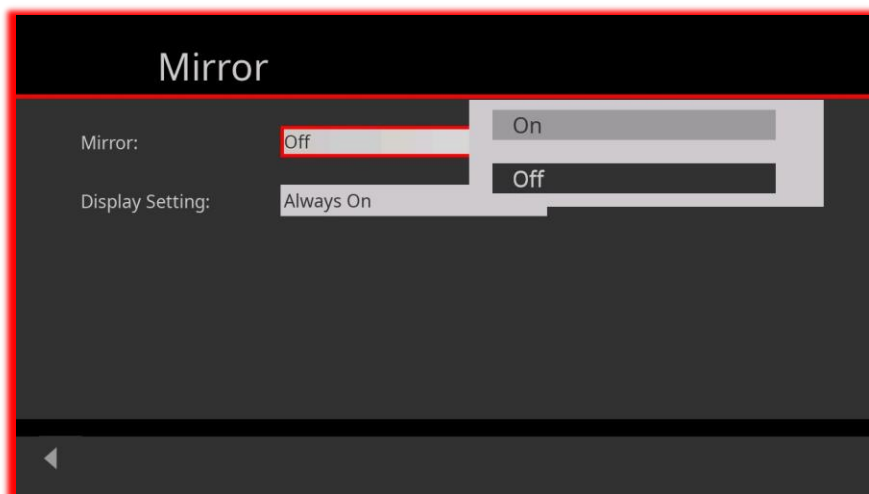 Mirror
Mirror:
Off
On
Off
Display Setting:
Always On